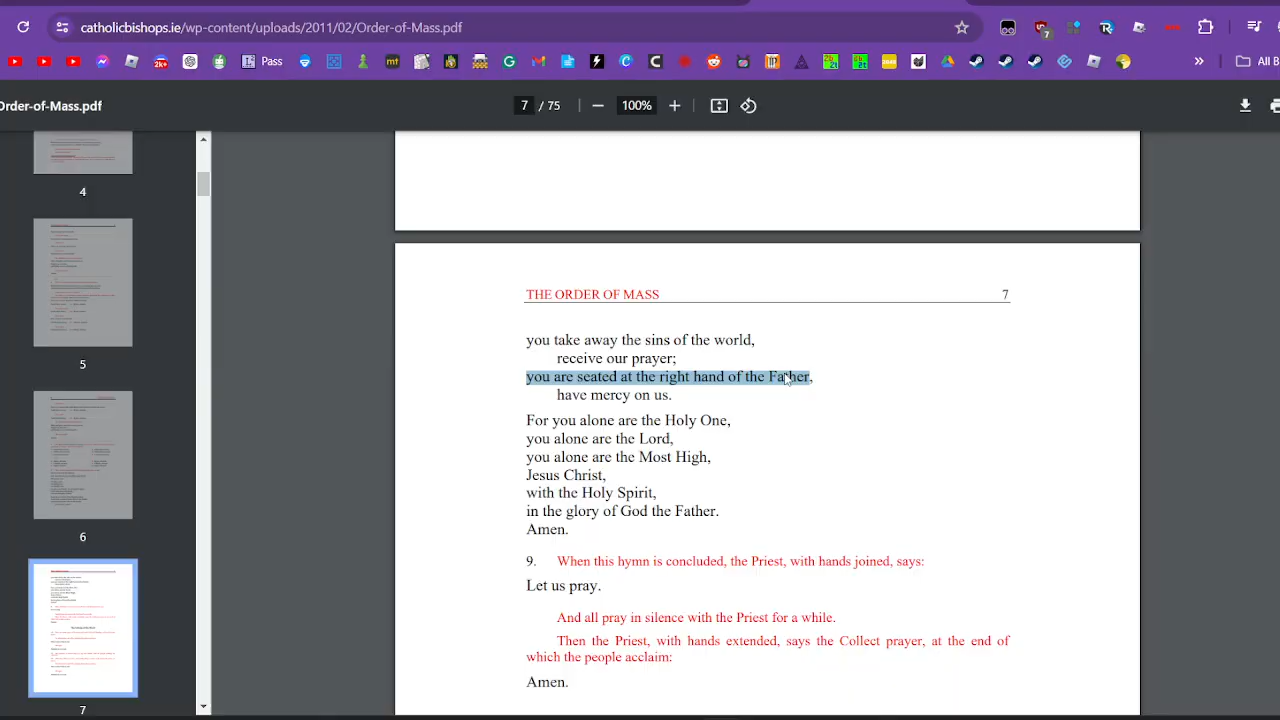 catholicbishops.ie/wp-content/uploads/2011/02/Order-of-Mass.pdf
7
2K+
Pass
G
mt
2b2t
2b2t
All B
Order-of-Mass.pdf
7 / 75
100%
4
5
6
7
THE ORDER OF MASS 7
you take away the sins of the world,
receive our prayer;
you are seated at the right hand of the Father,
have mercy on us.
For you alone are the Holy One,
you alone are the Lord,
you alone are the Most High,
Jesus Christ,
with the Holy Spirit,
in the glory of God the Father.
Amen.
9. When this hymn is concluded, the Priest, with hands joined, says:
Let us pray.
And all pray in silence with the Priest for a while.
Then the Priest, with hands extended, says the Collect prayer, at the end of
which the people acclaim:
Amen.